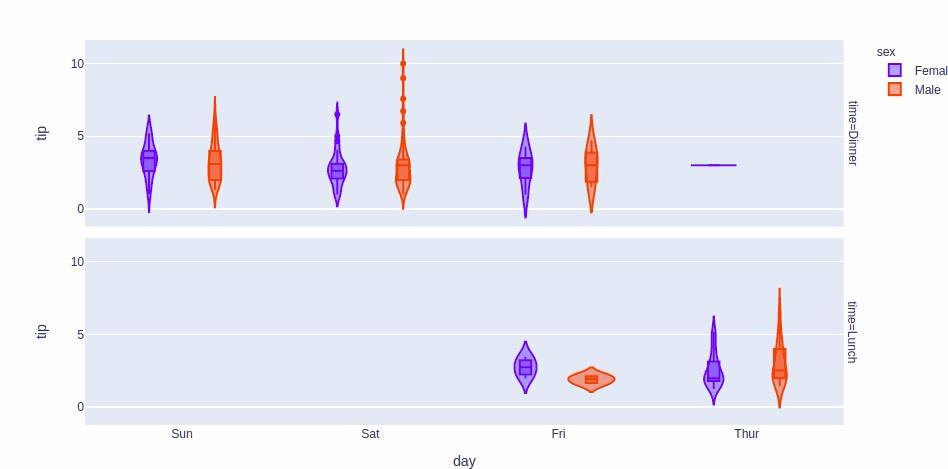 sex
Femal
Male
10
5
0
tip
time=Dinner
10
5
0
tip
time=Lunch
Sun
Sat
Fri
Thur
day